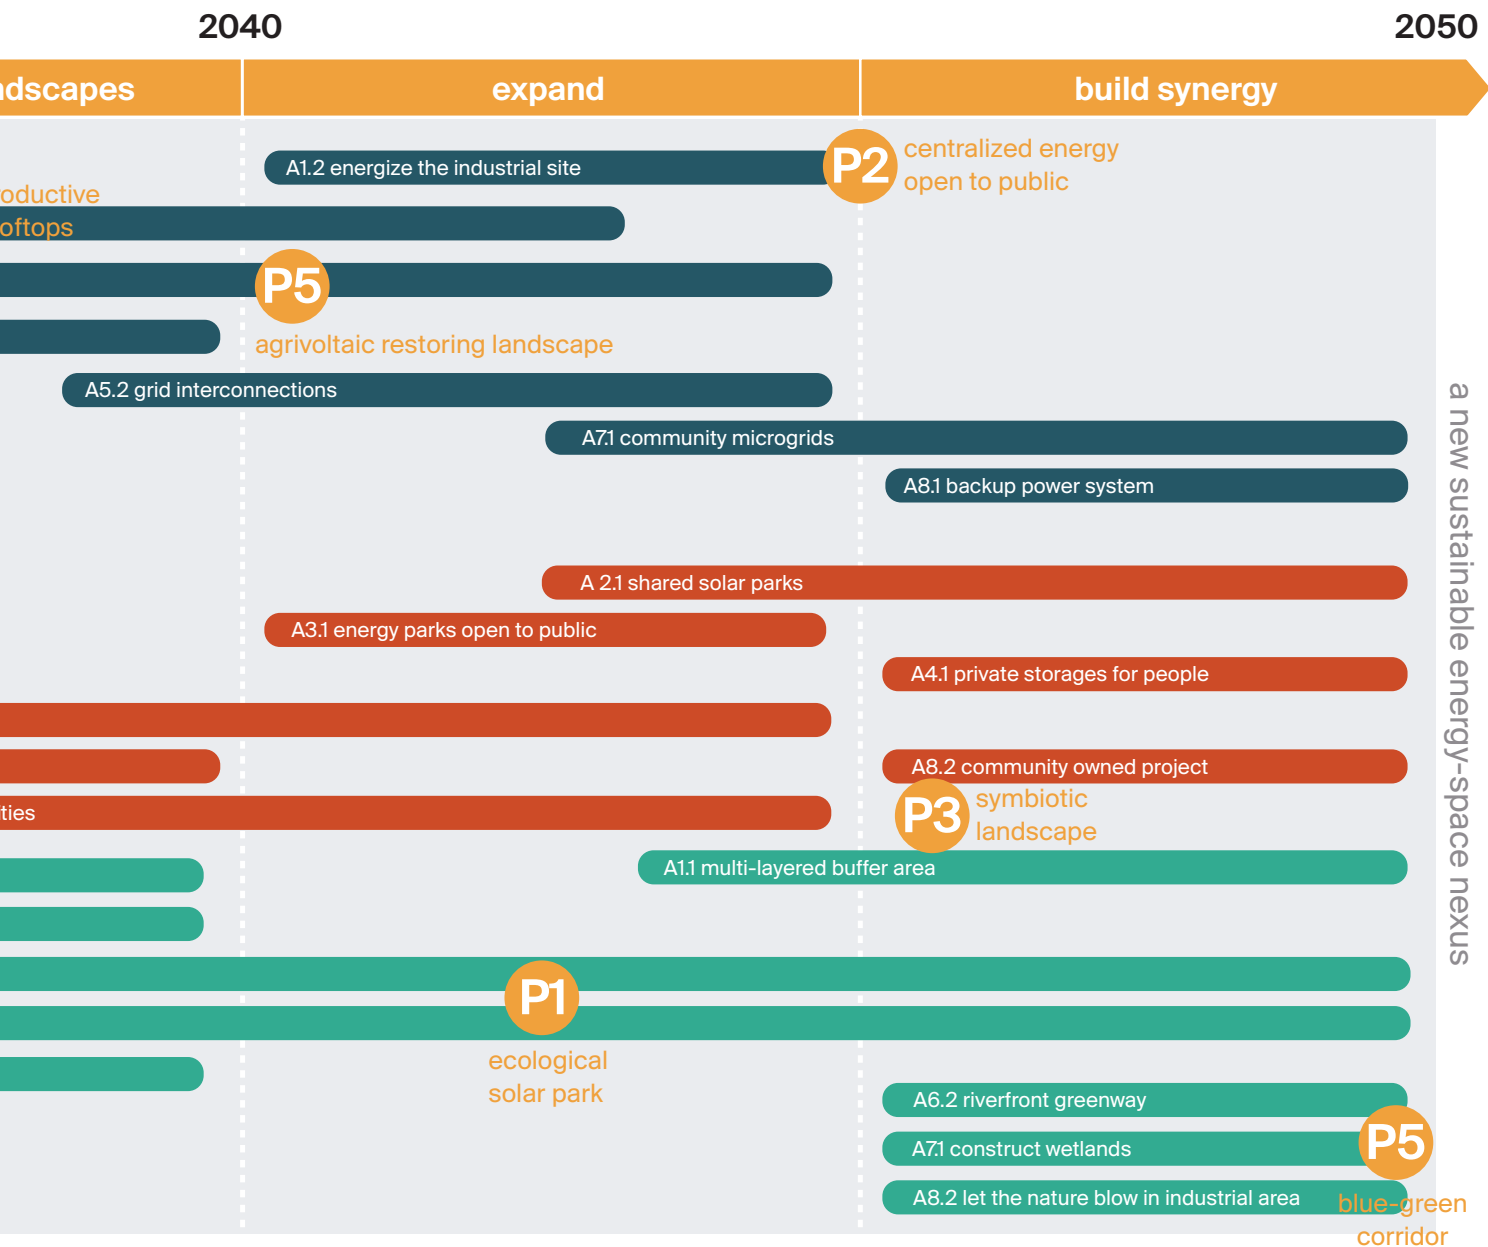 2040
2050
ndscapes
expand
build synergy
A1.2 energize the industrial site
P2
centralized energy
open to public
oductive
oftops
P5
agrivoltaic restoring landscape
A5.2 grid interconnections
A7.1 community microgrids
A8.1 backup power system
A 2.1 shared solar parks
A3.1 energy parks open to public
A4.1 private storages for people
A8.2 community owned project
ties
P3
symbiotic
landscape
A1.1 multi-layered buffer area
P1
ecological
solar park
A6.2 riverfront greenway
A7.1 construct wetlands
P5
A8.2 let the nature blow in industrial area
blue-green
corridor
a new sustainable energy-space nexus